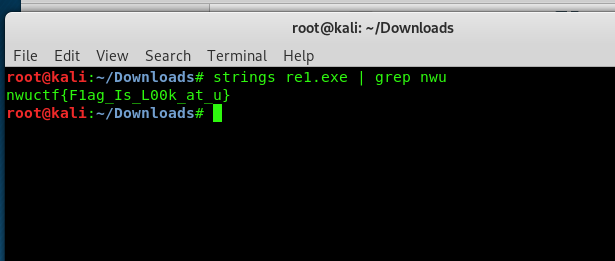 root@kali: ~/Downloads
File Edit View Search Terminal Help
root@kali:~/Downloads# strings re1.exe | grep nwu
nwuctf{F1ag_Is_L00k_at_u}
root@kali:~/Downloads#